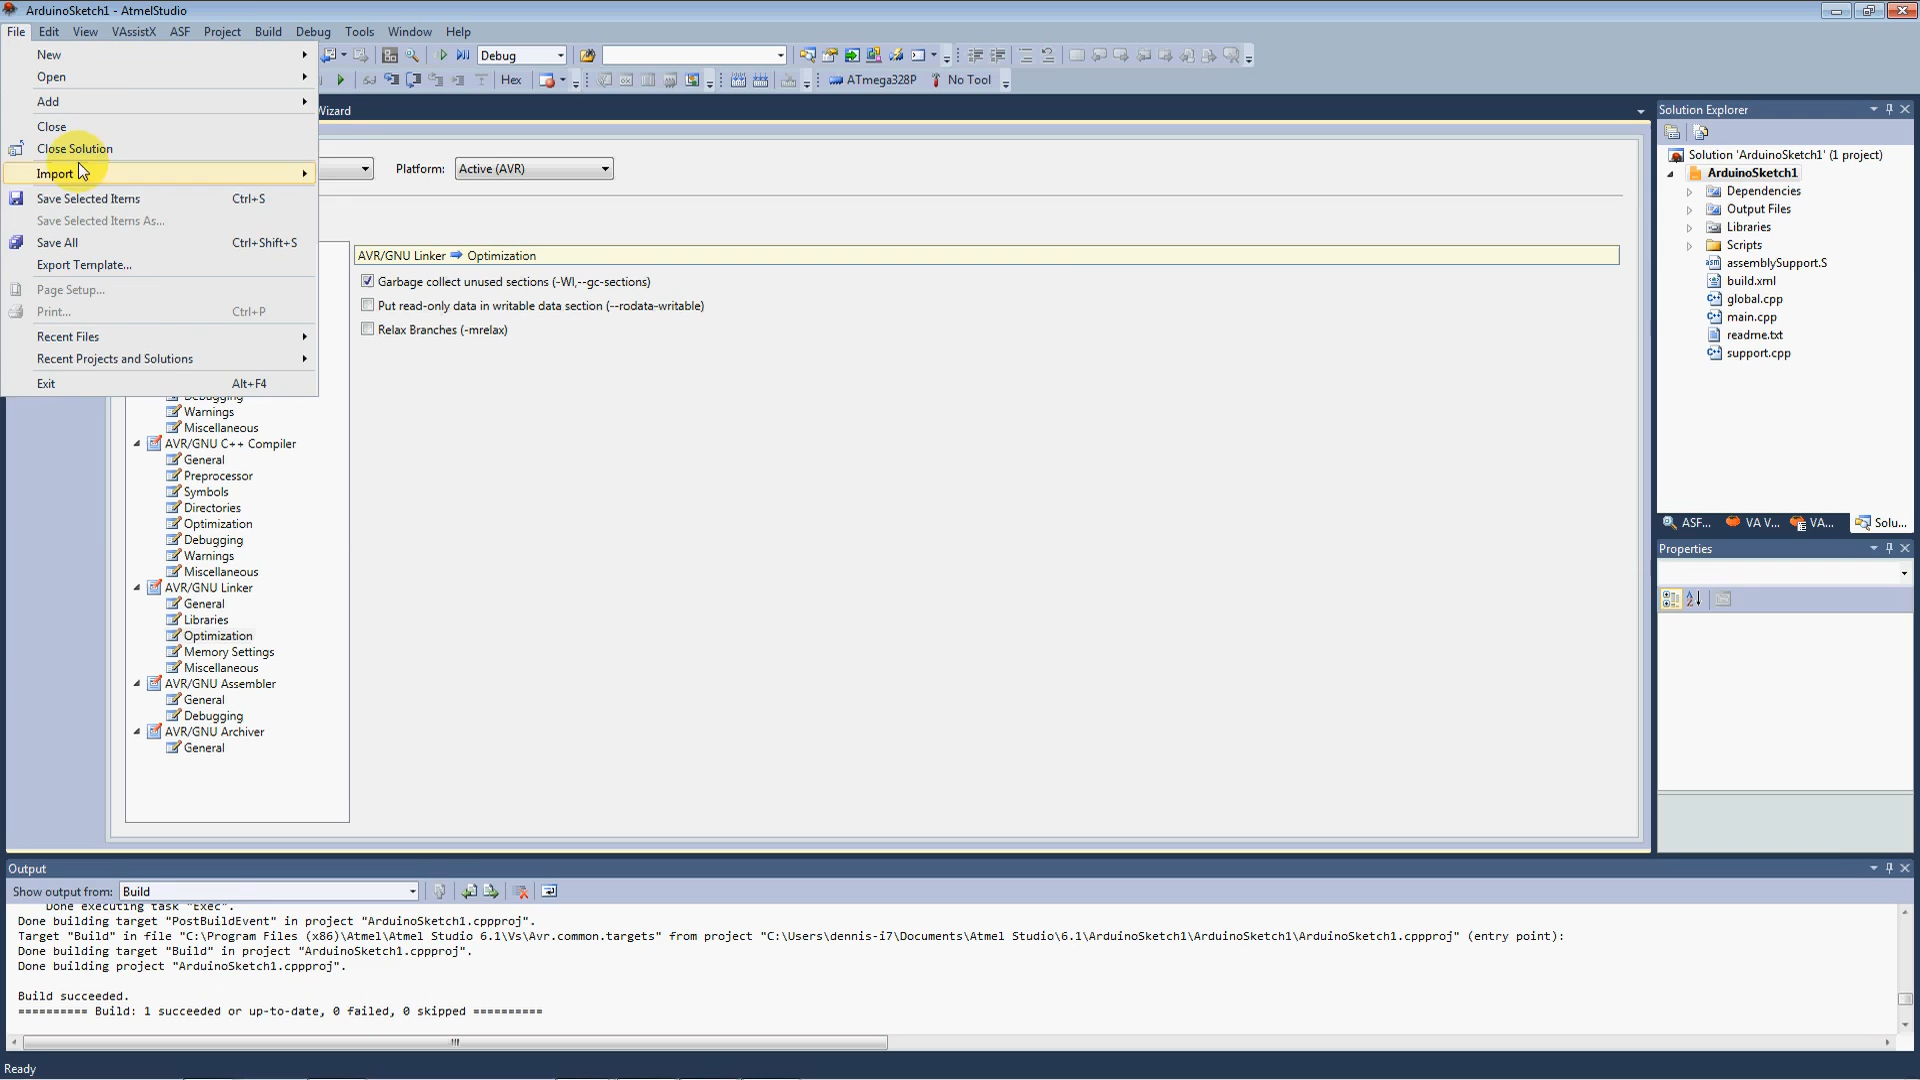 ArduinoSketch1 - AtmelStudio
File Edit View VAssistX ASF Project Build Debug Tools Window Help
Debug
Hex ATmega328P No Tool
New
Open
Add
Close
Close Solution
Import
Save Selected Items Ctrl+S
Save Selected Items As...
Save All Ctrl+Shift+S
Export Template...
Page Setup...
Print... Ctrl+P
Recent Files
Recent Projects and Solutions
Exit Alt+F4
Wizard
Platform: Active (AVR)
AVR/GNU Linker Optimization
Garbage collect unused sections (-Wl,--gc-sections)
Put read-only data in writable data section (--rodata-writable)
Relax Branches (-mrelax)
Debugging
Warnings
Miscellaneous
AVR/GNU C++ Compiler
General
Preprocessor
Symbols
Directories
Optimization
Debugging
Warnings
Miscellaneous
AVR/GNU Linker
General
Libraries
Optimization
Memory Settings
Miscellaneous
AVR/GNU Assembler
General
Debugging
AVR/GNU Archiver
General
Solution Explorer
Solution 'ArduinoSketch1' (1 project)
ArduinoSketch1
Dependencies
Output Files
Libraries
Scripts
assemblySupport.S
build.xml
global.cpp
main.cpp
readme.txt
support.cpp
ASF... VA V... VA... Solu...
Properties
Output
Show output from: Build
Done executing task "Exec".
Done building target "PostBuildEvent" in project "ArduinoSketch1.cppproj".
Target "Build" in file "C:\Program Files (x86)\Atmel\Atmel Studio 6.1\Vs\Avr.common.targets" from project "C:\Users\dennis-i7\Documents\Atmel Studio\6.1\ArduinoSketch1\ArduinoSketch1\ArduinoSketch1.cppproj" (entry point):
Done building target "Build" in project "ArduinoSketch1.cppproj".
Done building project "ArduinoSketch1.cppproj".
Build succeeded.
========== Build: 1 succeeded or up-to-date, 0 failed, 0 skipped ==========
Ready